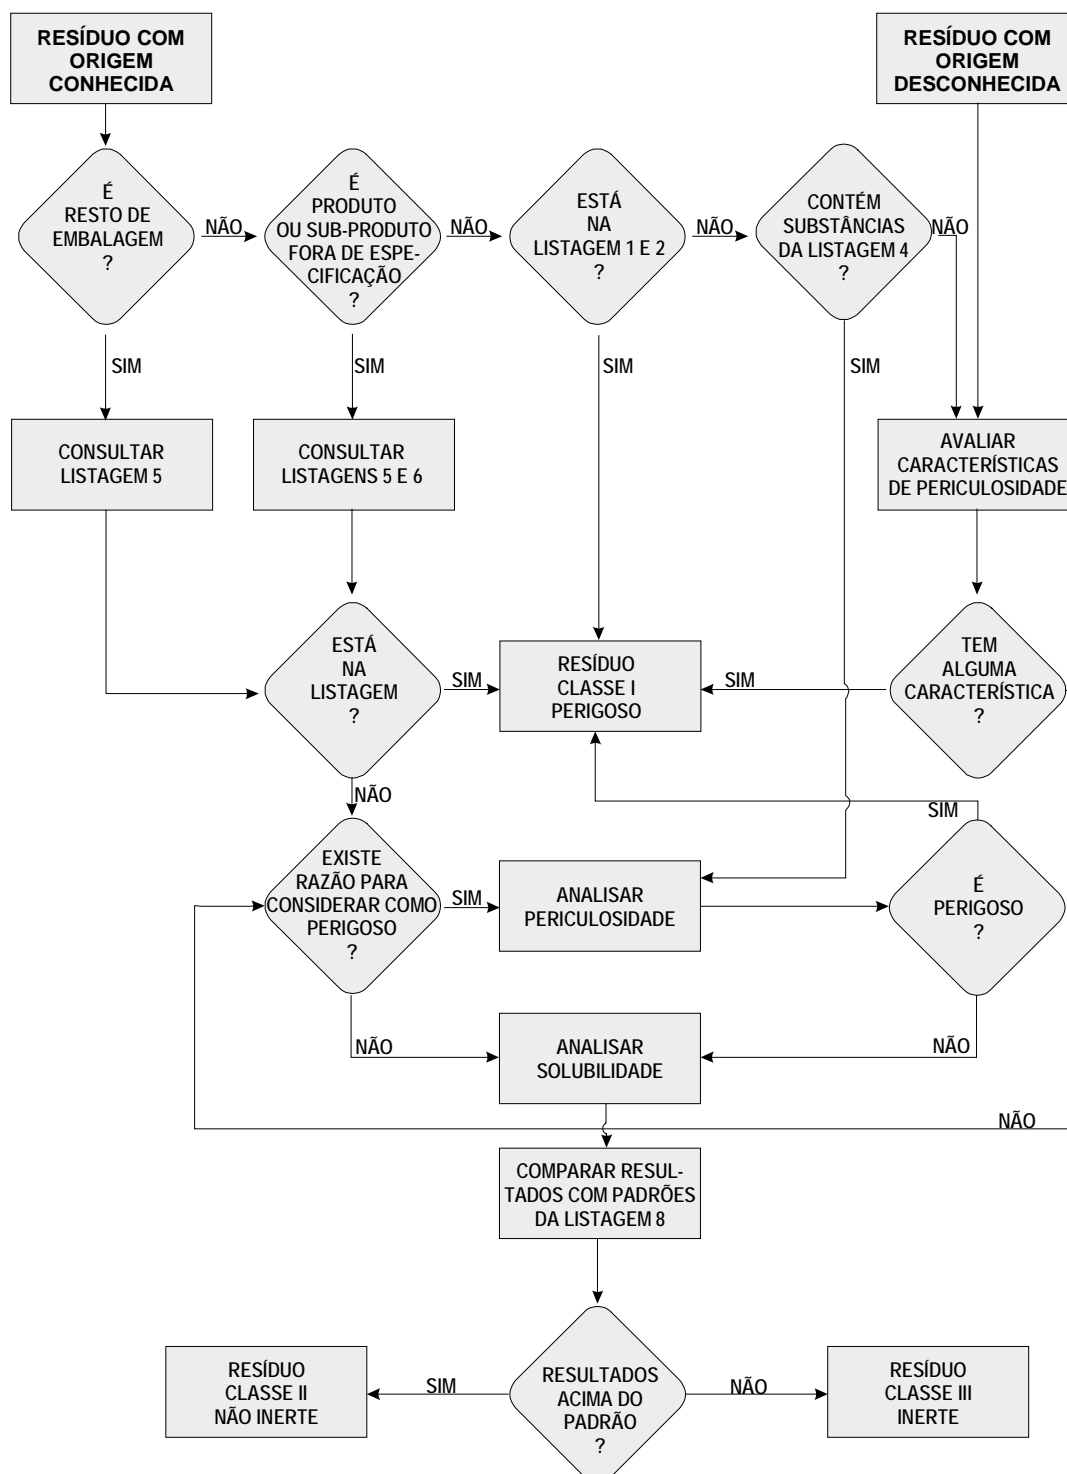 RESÍDUO COM
ORIGEM
CONHECIDA
RESÍDUO COM
ORIGEM
DESCONHECIDA
É
RESTO DE
EMBALAGEM
?
NÃO
É
PRODUTO
OU SUB-PRODUTO
FORA DE ESPE-
CIFICAÇÃO
?
NÃO
ESTÁ
NA
LISTAGEM 1 E 2
?
NÃO
CONTÉM
SUBSTÂNCIAS
DA LISTAGEM 4
?
NÃO
SIM
SIM
SIM
SIM
CONSULTAR
LISTAGEM 5
CONSULTAR
LISTAGENS 5 E 6
AVALIAR
CARACTERÍSTICAS
DE PERICULOSIDADE
ESTÁ
NA
LISTAGEM
?
SIM
RESÍDUO
CLASSE I
PERIGOSO
SIM
TEM
ALGUMA
CARACTERÍSTICA
?
NÃO
SIM
EXISTE
RAZÃO PARA
CONSIDERAR COMO
PERIGOSO
?
SIM
ANALISAR
PERICULOSIDADE
É
PERIGOSO
?
NÃO
ANALISAR
SOLUBILIDADE
NÃO
NÃO
COMPARAR RESUL-
TADOS COM PADRÕES
DA LISTAGEM 8
RESÍDUO
CLASSE II
NÃO INERTE
SIM
RESULTADOS
ACIMA DO
PADRÃO
?
NÃO
RESÍDUO
CLASSE III
INERTE